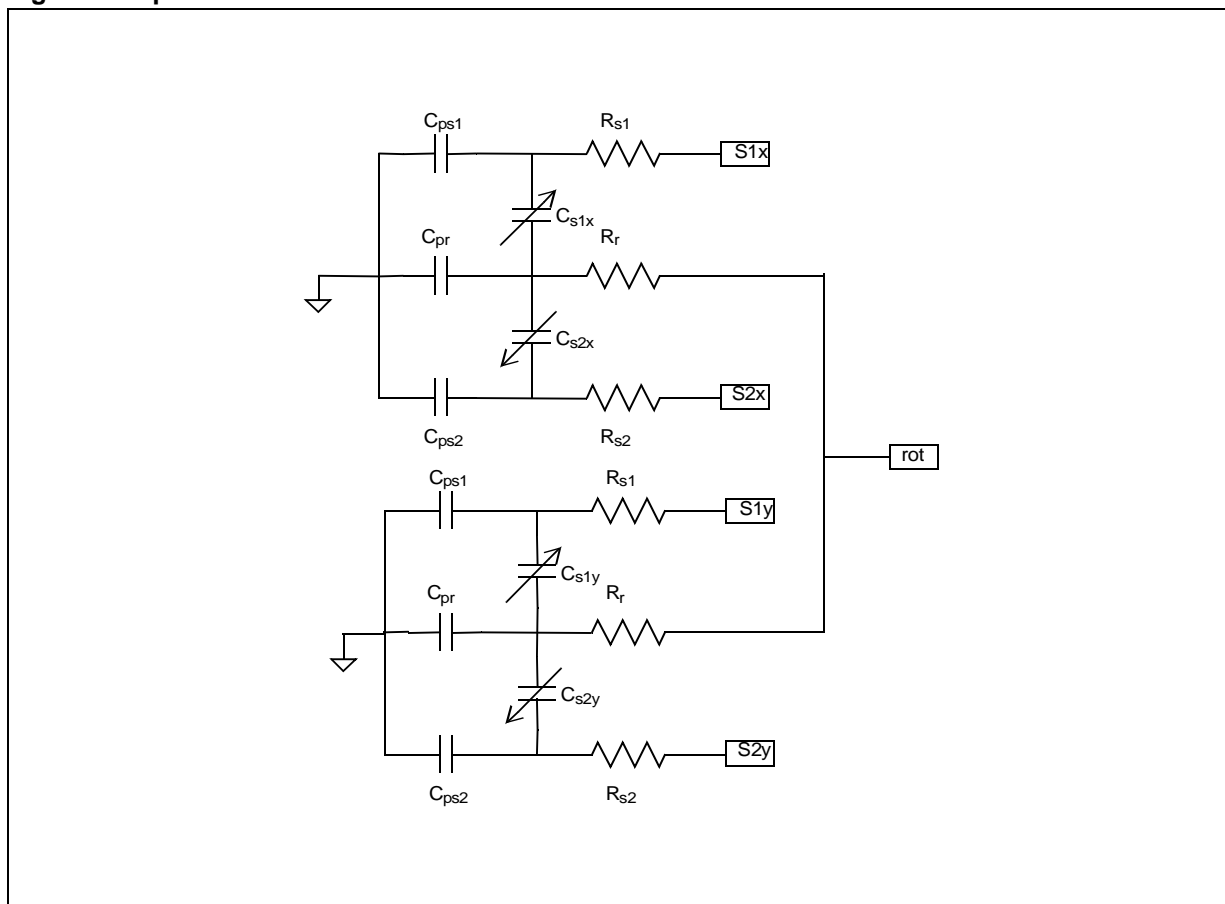 Cps1
Rs1
S1x
Cs1x
Cpr
Rr
Cs2x
S2x
Cps2
Rs2
rot
Cps1
Rs1
S1y
Cs1y
Cpr
Rr
Cs2y
S2y
Cps2
Rs2